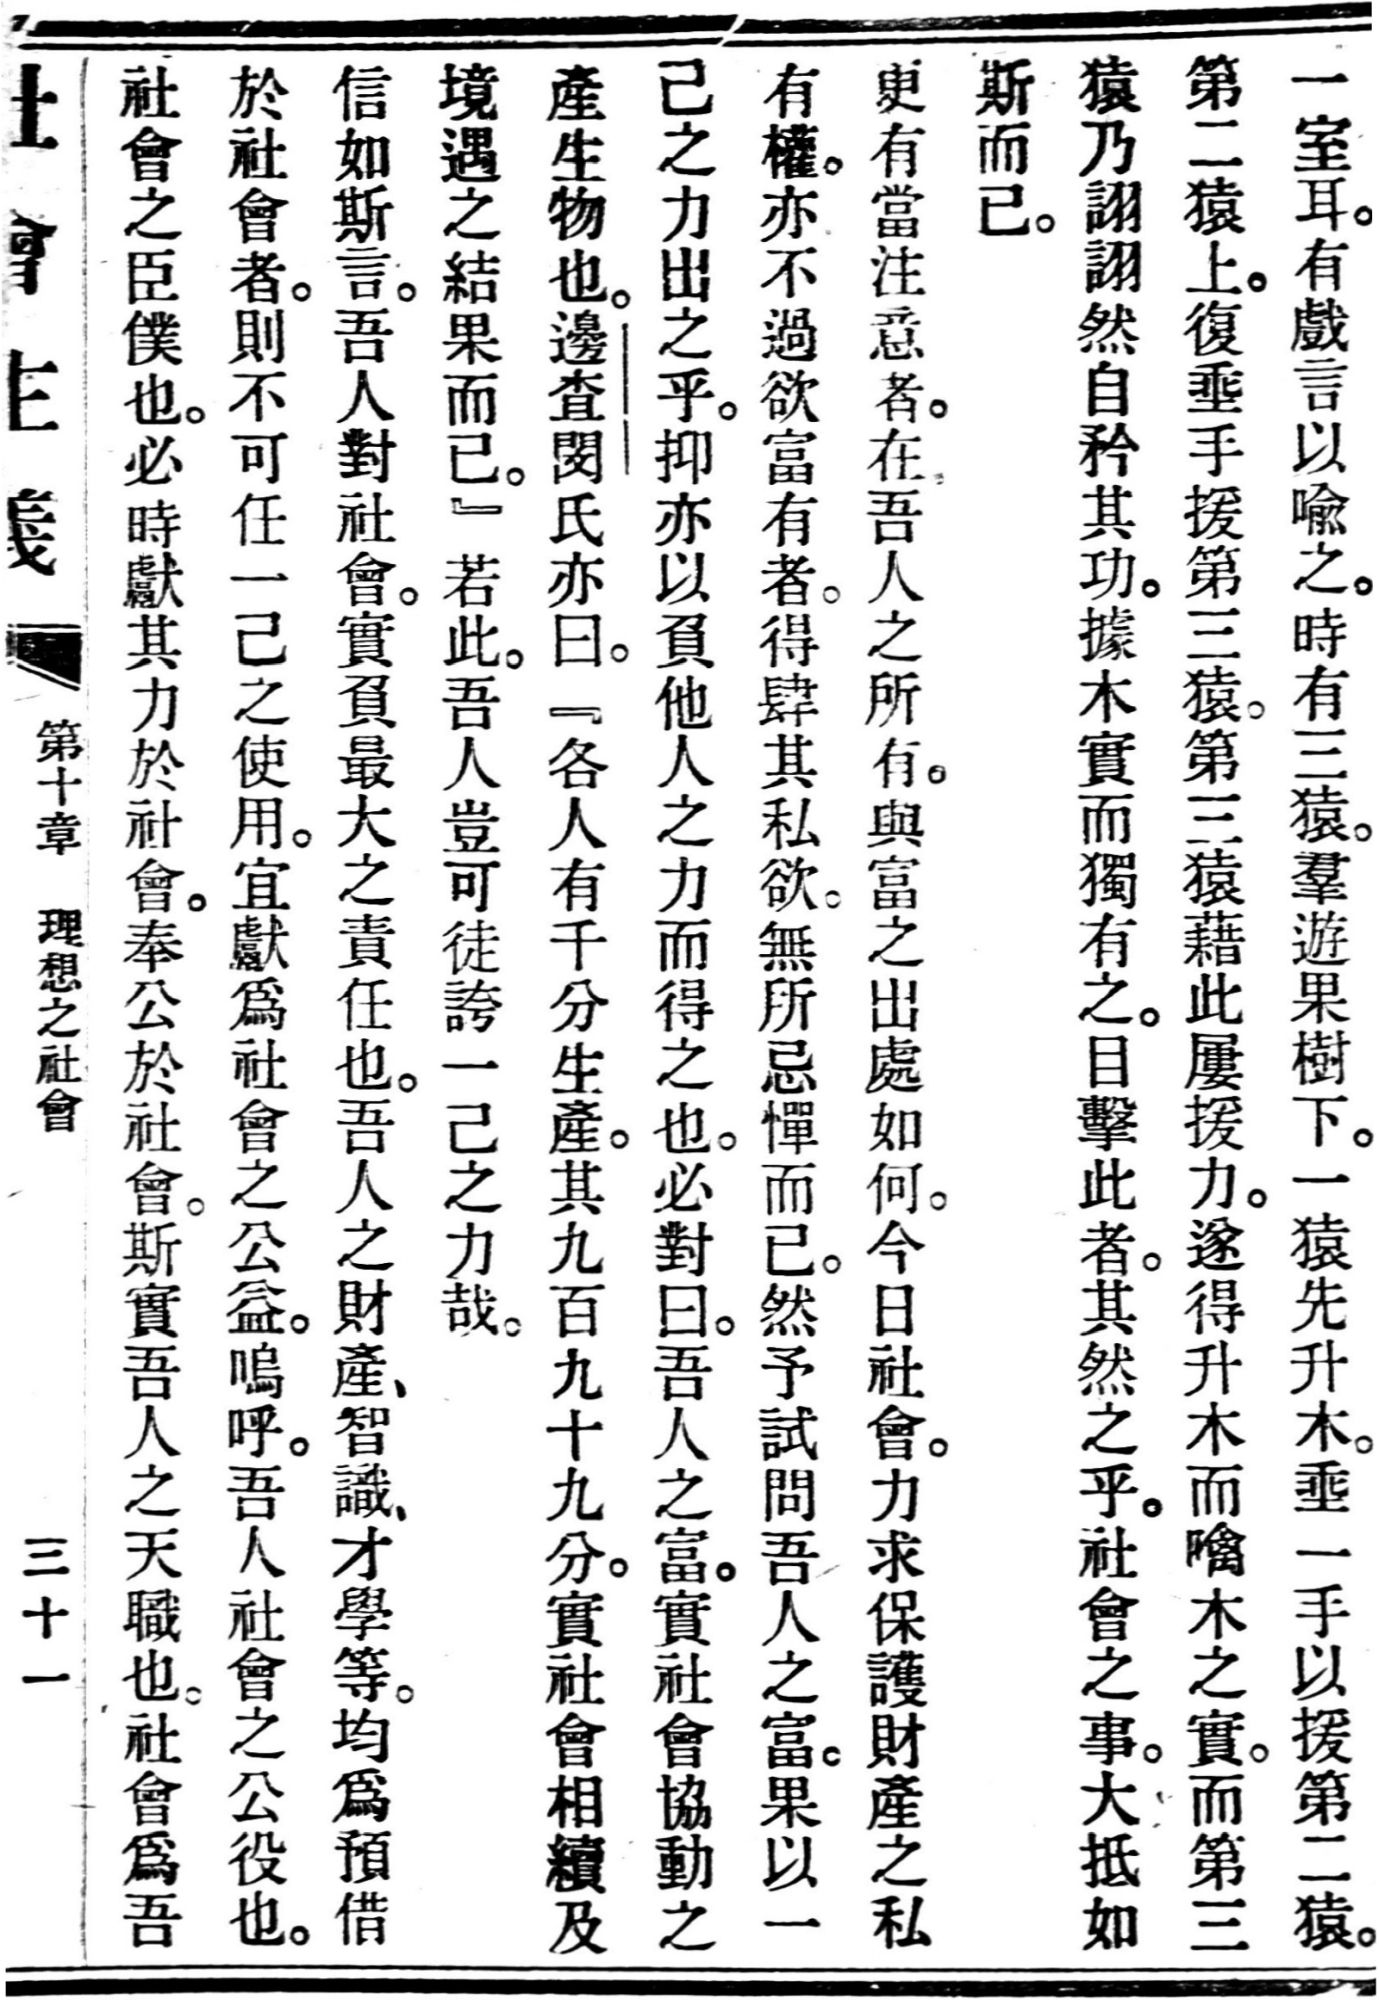 一室耳。有戲言以喩之。時有三猿。羣遊果樹下。一猿先升木。垂一手以援第二猿。
第二猿上。復垂手援第三猿。第三猿藉此屢援力。遂得升木而噙木之實。而第三
猿乃詡詡然自矜其功。據木實而獨有之。目擊此者。其然之乎。社會之事。大抵如
斯而已。
更有當注意者。在吾人之所有。與富之出處如何。今日社會。力求保護財產之私
有權。亦不過欲富有者。得肆其私欲。無所忌憚而已。然予試問吾人之富。果以一
己之力出之乎。抑亦以負他人之力而得之也。必對曰。吾人之富。實社會協動之
產生物也。邊查閔氏亦曰。『各人有千分生產。其九百九十九分。實社會相續及
境遇之結果而已。』若此。吾人豈可徒誇一己之力哉。
信如斯言。吾人對社會。實負最大之責任也。吾人之財產、智識、才學等。均爲預借
於社會者。則不可任一己之使用。宜獻爲社會之公益。嗚呼。吾人社會之公役也。
社會之臣僕也。必時獻其力於社會。奉公於社會。斯實吾人之天職也。社會爲吾
社會主義 第十章 理想之社會 三十一